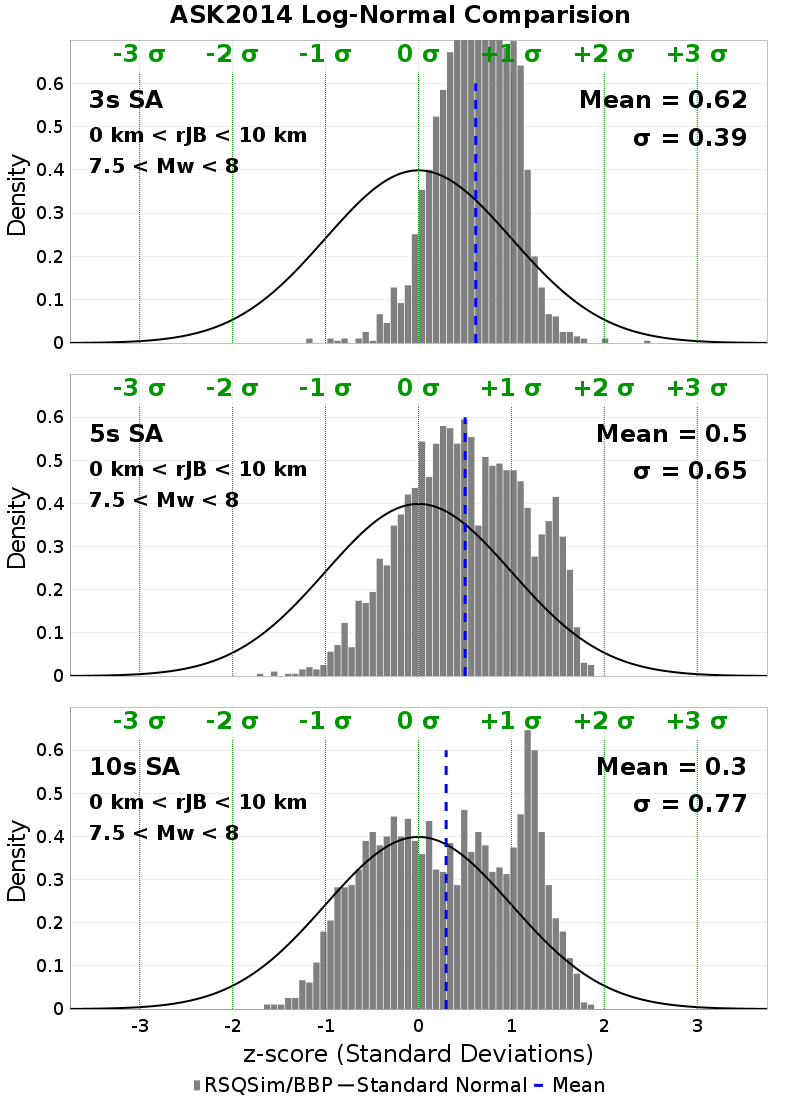 ASK2014 Log-Normal Comparision
-3 σ -2 σ -1 σ 0 σ +1 σ +2 σ +3 σ
3s SA
0 km < rJB < 10 km
7.5 < Mw < 8
Mean = 0.62
σ = 0.39
0.6
0.5
0.4
0.3
0.2
0.1
0
Density
-3 σ -2 σ -1 σ 0 σ +1 σ +2 σ +3 σ
5s SA
0 km < rJB < 10 km
7.5 < Mw < 8
Mean = 0.5
σ = 0.65
0.6
0.5
0.4
0.3
0.2
0.1
0
Density
-3 σ -2 σ -1 σ 0 σ +1 σ +2 σ +3 σ
10s SA
0 km < rJB < 10 km
7.5 < Mw < 8
Mean = 0.3
σ = 0.77
0.6
0.5
0.4
0.3
0.2
0.1
0
Density
-3 -2 -1 0 1 2 3
z-score (Standard Deviations)
RSQSim/BBP Standard Normal Mean